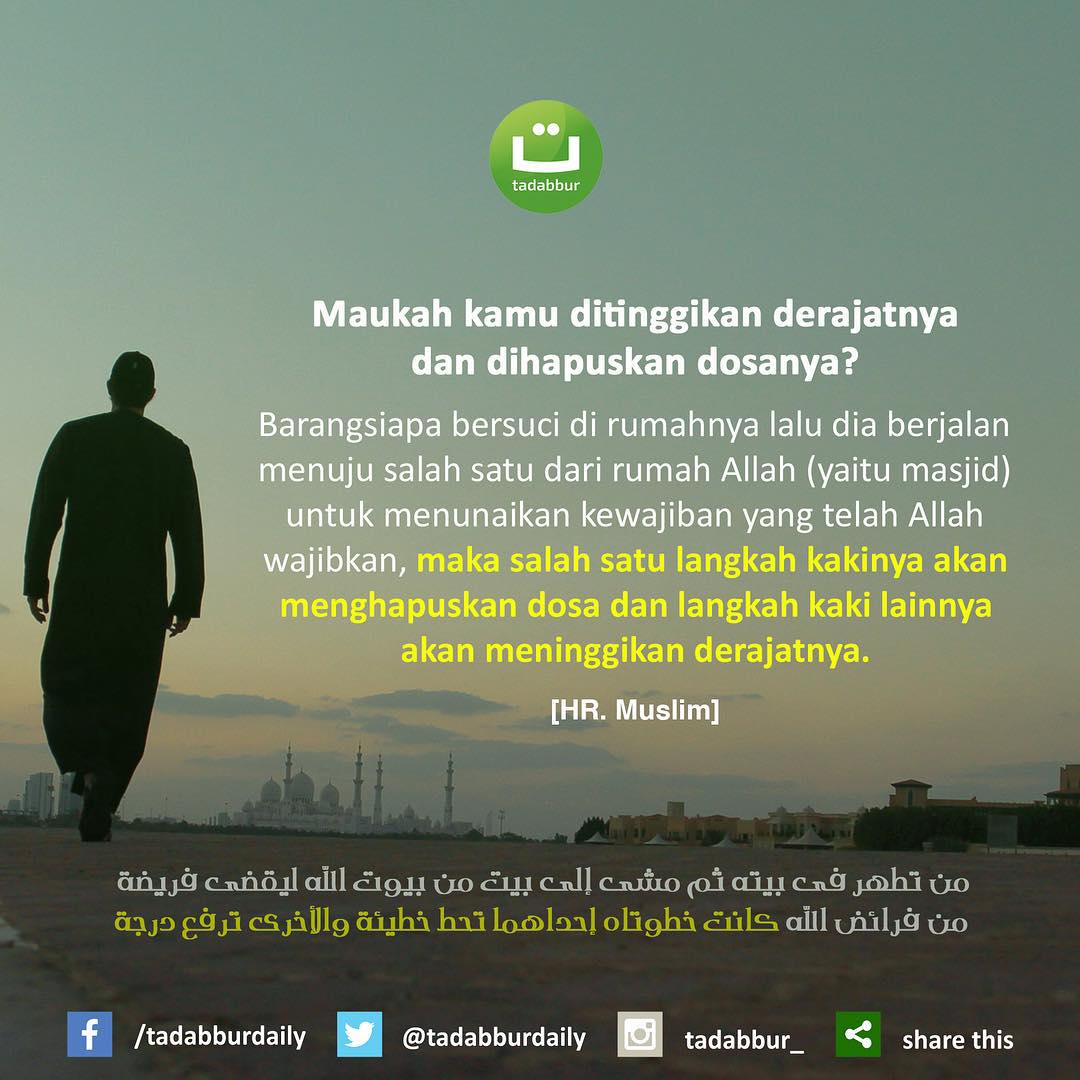 ت
tadabbur
Maukah kamu ditinggikan derajatnya
dan dihapuskan dosanya?
Barangsiapa bersuci di rumahnya lalu dia berjalan
menuju salah satu dari rumah Allah (yaitu masjid)
untuk menunaikan kewajiban yang telah Allah
wajibkan, maka salah satu langkah kakinya akan
menghapuskan dosa dan langkah kaki lainnya
akan meninggikan derajatnya.
[HR. Muslim]
من تطهر فى بيته ثم مشى إلى بيت من بيوت الله ليقضى فريضة
من فرائض الله كانت خطوتاه إحداهما تحط خطيئة والأخرى ترفع درجة
/tadabburdaily @tadabburdaily tadabbur_ share this